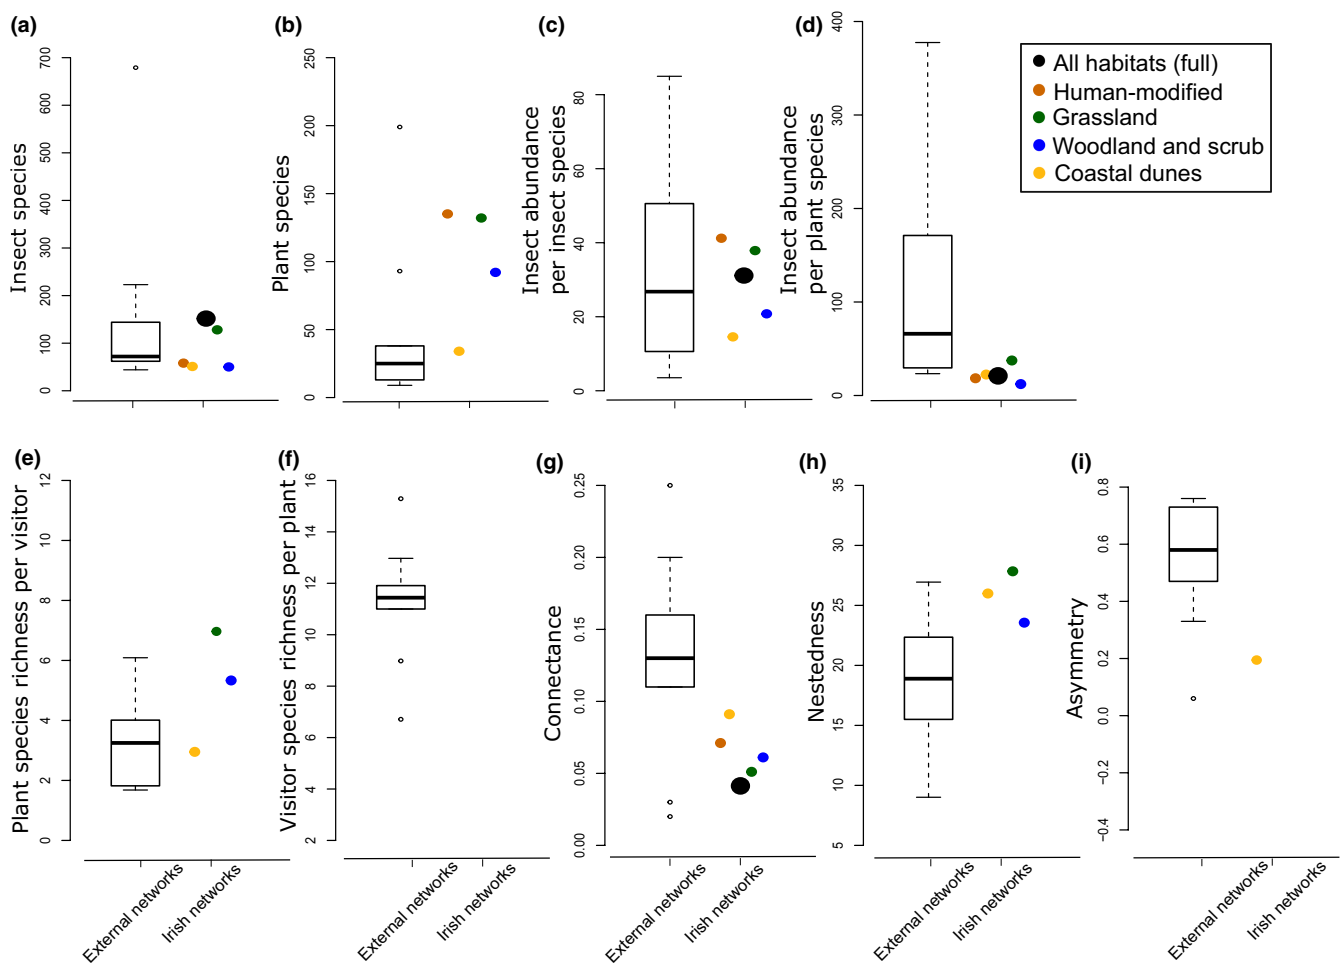 (a)
Insect species
0
100
200
300
400
500
600
700
(b)
Plant species
0
50
100
150
200
250
(c)
Insect abundance
per insect species
0
20
40
60
80
(d)
Insect abundance
per plant species
0
100
200
300
400
All habitats (full)
Human-modified
Grassland
Woodland and scrub
Coastal dunes
(e)
Plant species richness per visitor
0
2
4
6
8
10
12
External networks
Irish networks
(f)
Visitor species richness per plant
2
4
6
8
10
12
14
16
External networks
Irish networks
(g)
Connectance
0.00
0.05
0.10
0.15
0.20
0.25
External networks
Irish networks
(h)
Nestedness
5
10
15
20
25
30
35
External networks
Irish networks
(i)
Asymmetry
−0.4
−0.2
0.0
0.2
0.4
0.6
0.8
External networks
Irish networks